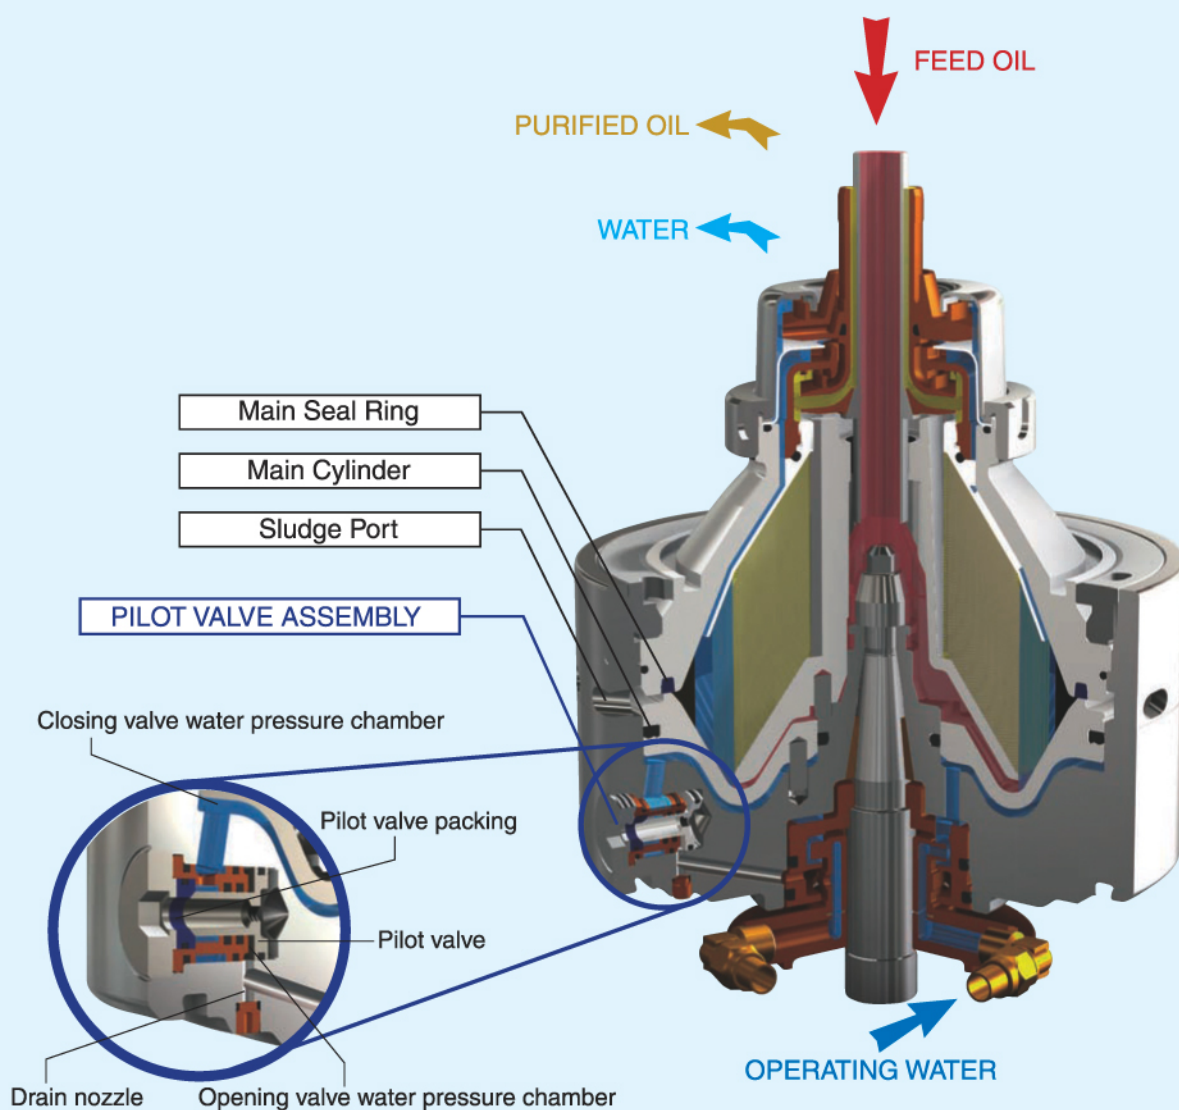 FEED OIL
PURIFIED OIL
WATER
Main Seal Ring
Main Cylinder
Sludge Port
PILOT VALVE ASSEMBLY
Closing valve water pressure chamber
Pilot valve packing
Pilot valve
Drain nozzle
Opening valve water pressure chamber
OPERATING WATER